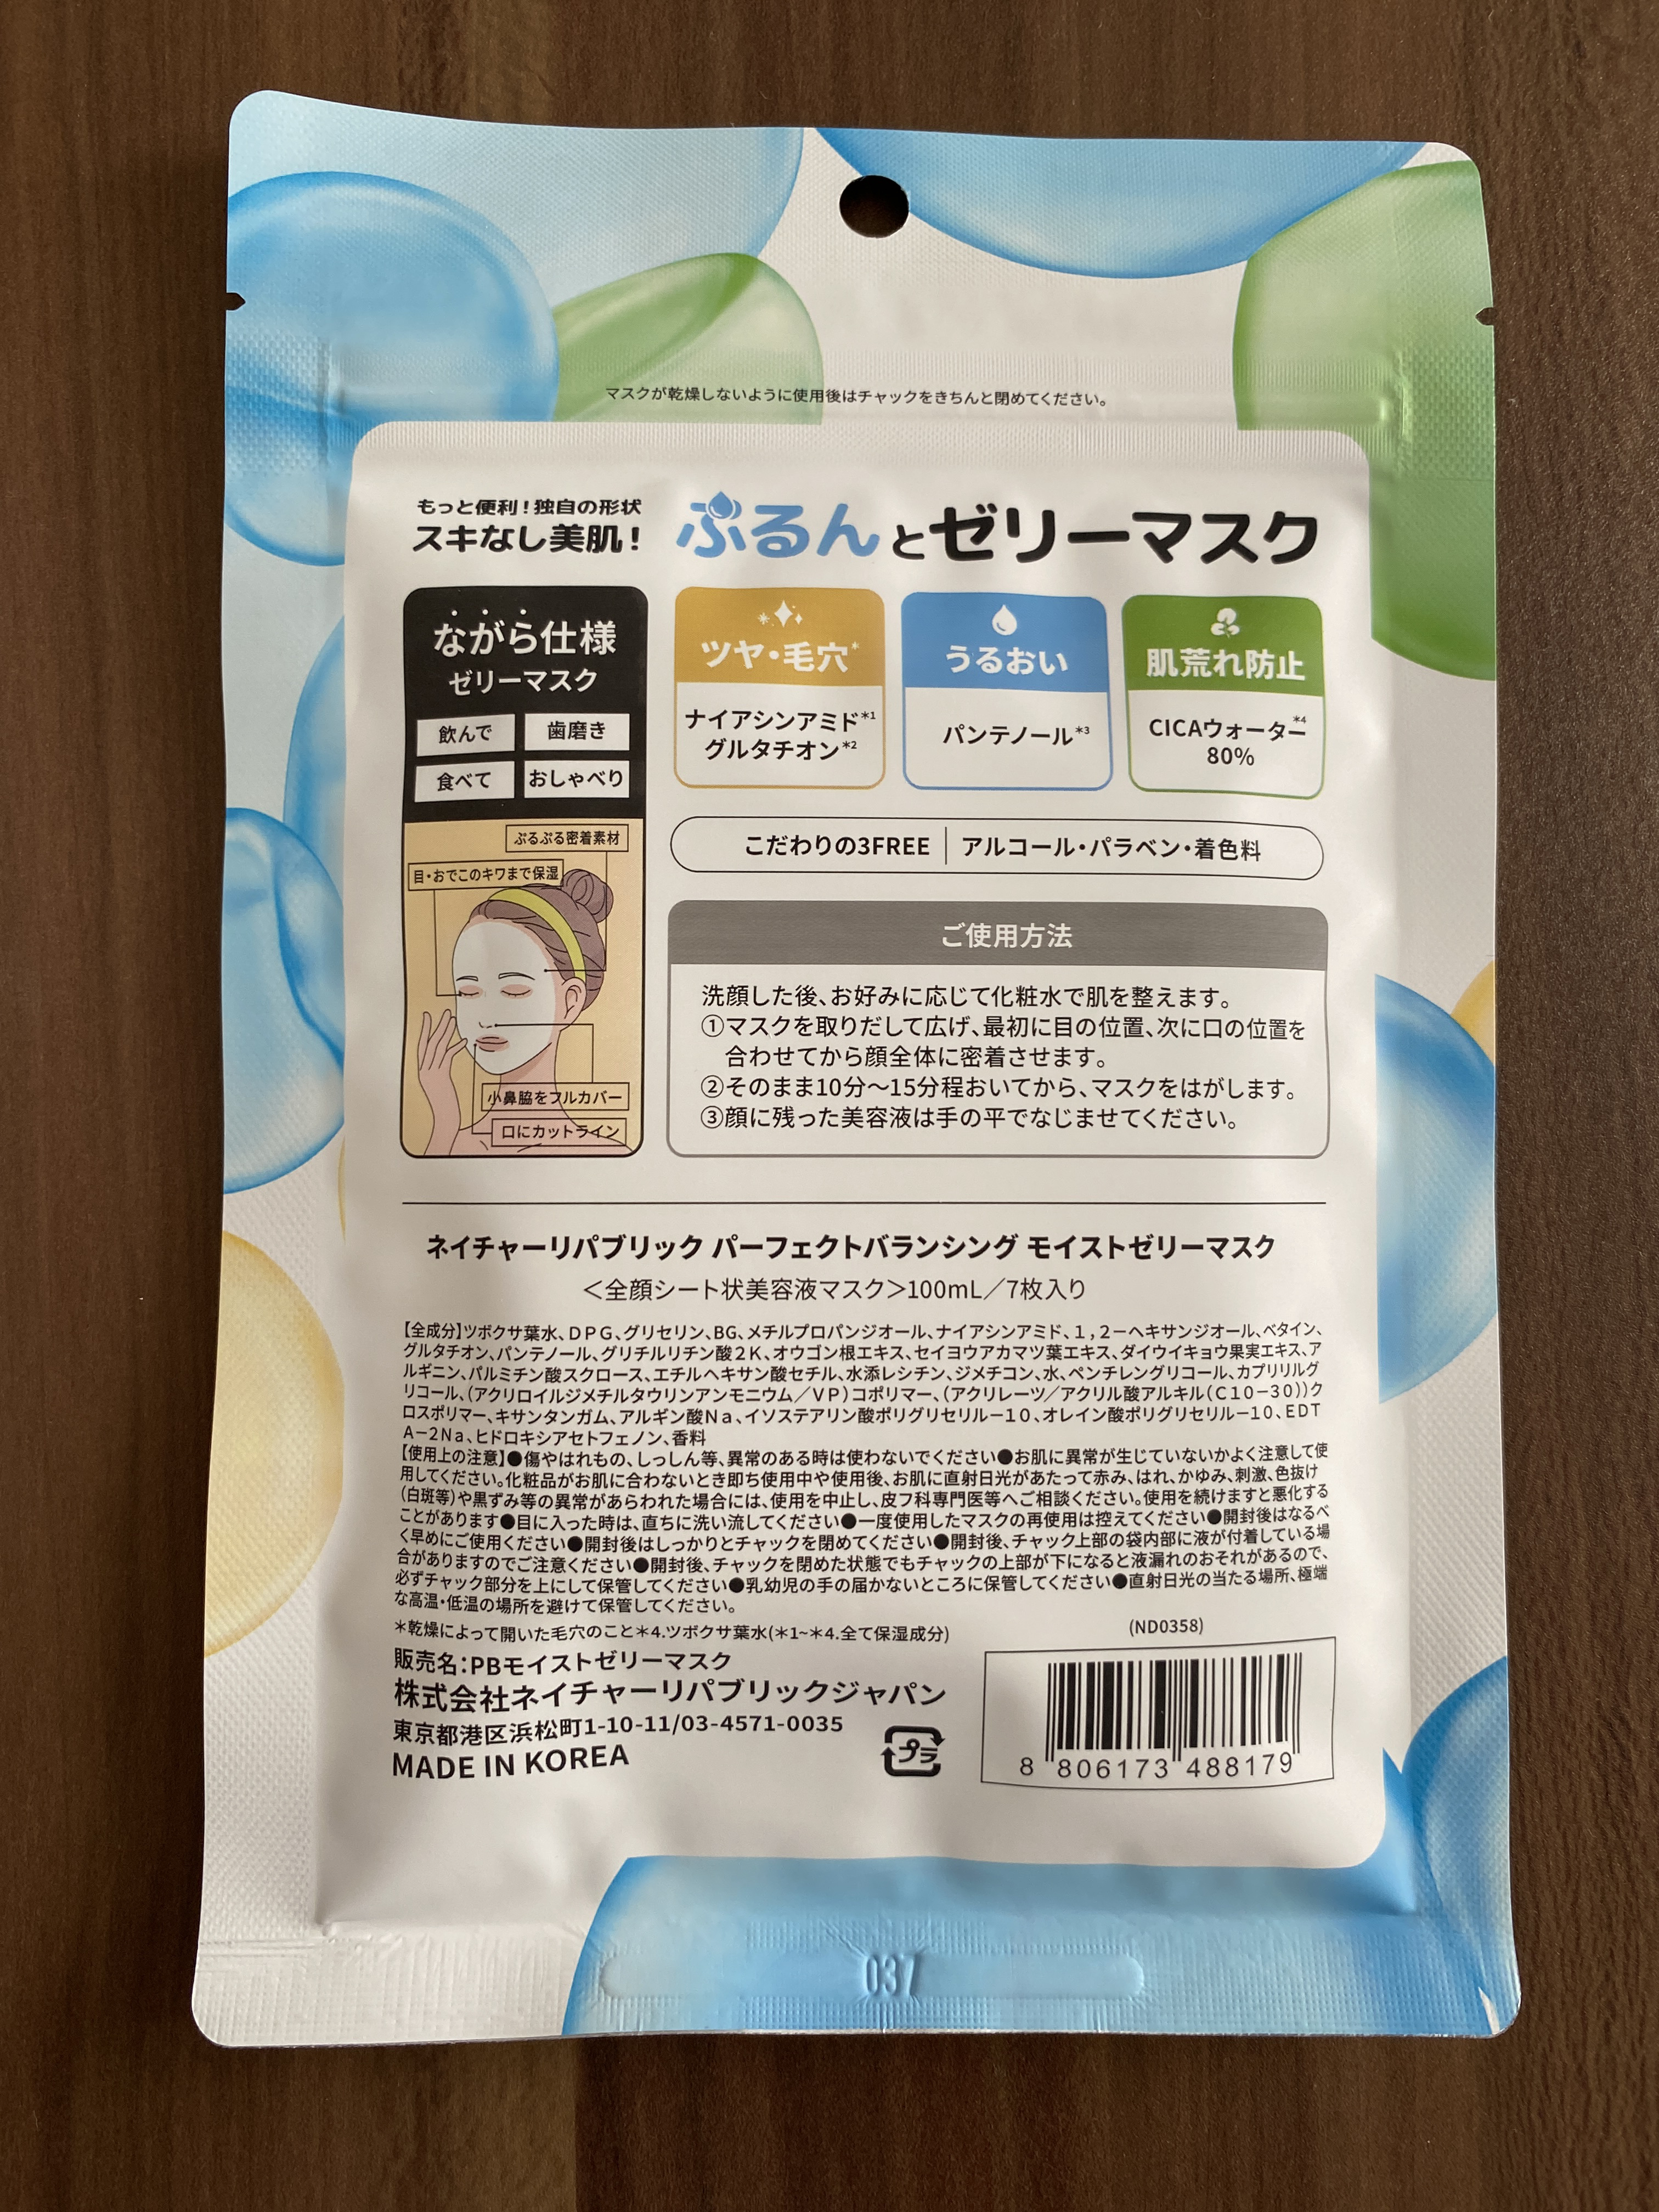 マスクが乾燥しないように使用後はチャックをきちんと閉めてください。
もっと便利！独自の形状
スキなし美肌！
ぷるんとゼリーマスク
ながら仕様
ゼリーマスク
飲んで
歯磨き
食べて
おしゃべり
ぷるぷる密着素材
目・おでこのキワまで保湿
小鼻脇をフルカバー
口にカットライン
ツヤ・毛穴*
ナイアシンアミド*1
グルタチオン*2
うるおい
パンテノール*3
肌荒れ防止
CICAウォーター*4
80%
こだわりの3FREE｜アルコール・パラベン・着色料
ご使用方法
洗顔した後、お好みに応じて化粧水で肌を整えます。
①マスクを取りだして広げ、最初に目の位置、次に口の位置を
合わせてから顔全体に密着させます。
②そのまま10分〜15分程おいてから、マスクをはがします。
③顔に残った美容液は手の平でなじませてください。
ネイチャーリパブリック パーフェクトバランシング モイストゼリーマスク
＜全顔シート状美容液マスク＞100mL／7枚入り
【全成分】ツボクサ葉水、ＤＰＧ、グリセリン、BG、メチルプロパンジオール、ナイアシンアミド、１，２－ヘキサンジオール、ベタイン、
グルタチオン、パンテノール、グリチルリチン酸２Ｋ、オウゴン根エキス、セイヨウアカマツ葉エキス、ダイウイキョウ果実エキス、ア
ルギニン、パルミチン酸スクロース、エチルヘキサン酸セチル、水添レシチン、ジメチコン、水、ペンチレングリコール、カプリリルグ
リコール、（アクリロイルジメチルタウリンアンモニウム／ＶＰ）コポリマー、（アクリレーツ／アクリル酸アルキル（Ｃ１０－３０））ク
ロスポリマー、キサンタンガム、アルギン酸Ｎａ、イソステアリン酸ポリグリセリル－１０、オレイン酸ポリグリセリル－１０、EDT
A－2Na、ヒドロキシアセトフェノン、香料
【使用上の注意】●傷やはれもの、しっしん等、異常のある時は使わないでください●お肌に異常が生じていないかよく注意して使
用してください。化粧品がお肌に合わないとき即ち使用中や使用後、お肌に直射日光があたって赤み、はれ、かゆみ、刺激、色抜け
（白斑等）や黒ずみ等の異常があらわれた場合には、使用を中止し、皮フ科専門医等へご相談ください。使用を続けますと悪化する
ことがあります●目に入った時は、直ちに洗い流してください●一度使用したマスクの再使用は控えてください●開封後はなるべ
く早めにご使用ください●開封後はしっかりとチャックを閉めてください●開封後、チャック上部の袋内部に液が付着している場
合がありますのでご注意ください●開封後、チャックを閉めた状態でもチャックの上部が下になると液漏れのおそれがあるので、
必ずチャック部分を上にして保管してください●乳幼児の手の届かないところに保管してください●直射日光の当たる場所、極端
な高温・低温の場所を避けて保管してください。
＊乾燥によって開いた毛穴のこと＊4.ツボクサ葉水(＊1~＊4.全て保湿成分)
(ND0358)
販売名：PBモイストゼリーマスク
株式会社ネイチャーリパブリックジャパン
東京都港区浜松町1-10-11/03-4571-0035
MADE IN KOREA
プラ
8 806173 488179
037